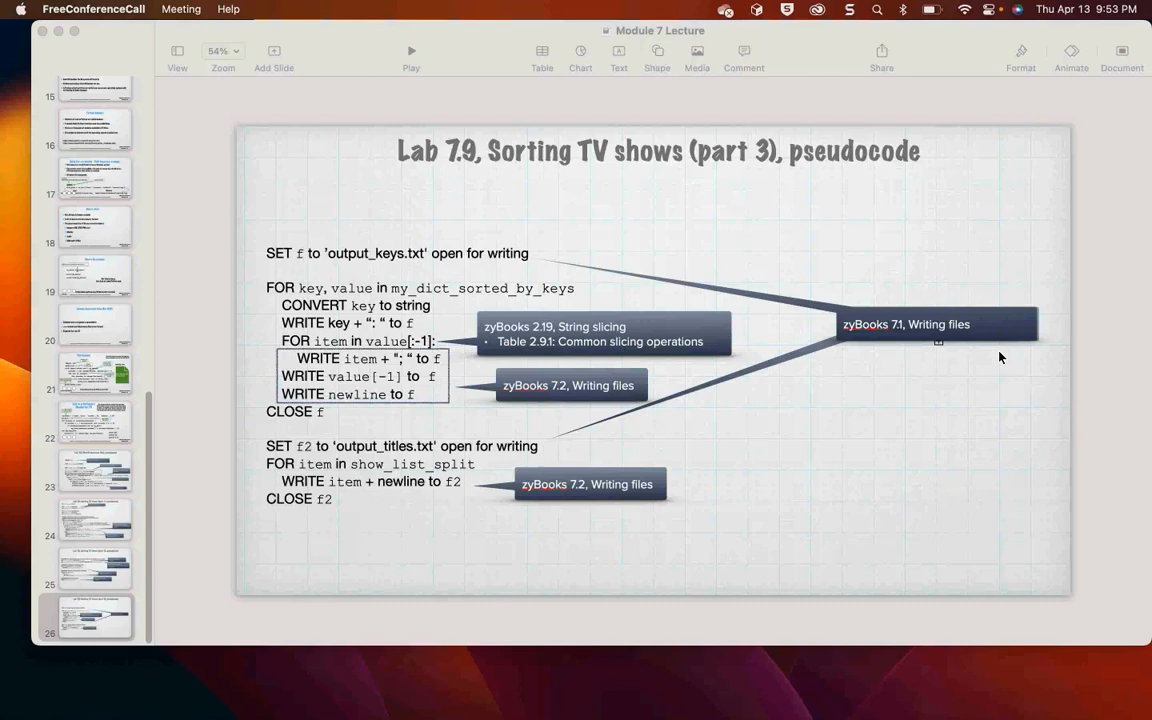 FreeConferenceCall Meeting Help Thu Apr 13 9:53 PM
Module 7 Lecture
54%
View Zoom Add Slide Play Table Chart Text Shape Media Comment Share Format Animate Document
15
16
17
18
19
20
21
22
23
24
25
26
Lab 7.9, Sorting TV shows (part 3), pseudocode
SET f to 'output_keys.txt' open for writing
FOR key, value in my_dict_sorted_by_keys
CONVERT key to string
WRITE key + “: “ to f
FOR item in value[:-1]:
WRITE item + "; “ to f
WRITE value[-1] to f
WRITE newline to f
CLOSE f
SET f2 to 'output_titles.txt' open for writing
FOR item in show_list_split
WRITE item + newline to f2
CLOSE f2
zyBooks 2.19, String slicing
• Table 2.9.1: Common slicing operations
zyBooks 7.2, Writing files
zyBooks 7.1, Writing files
zyBooks 7.2, Writing files